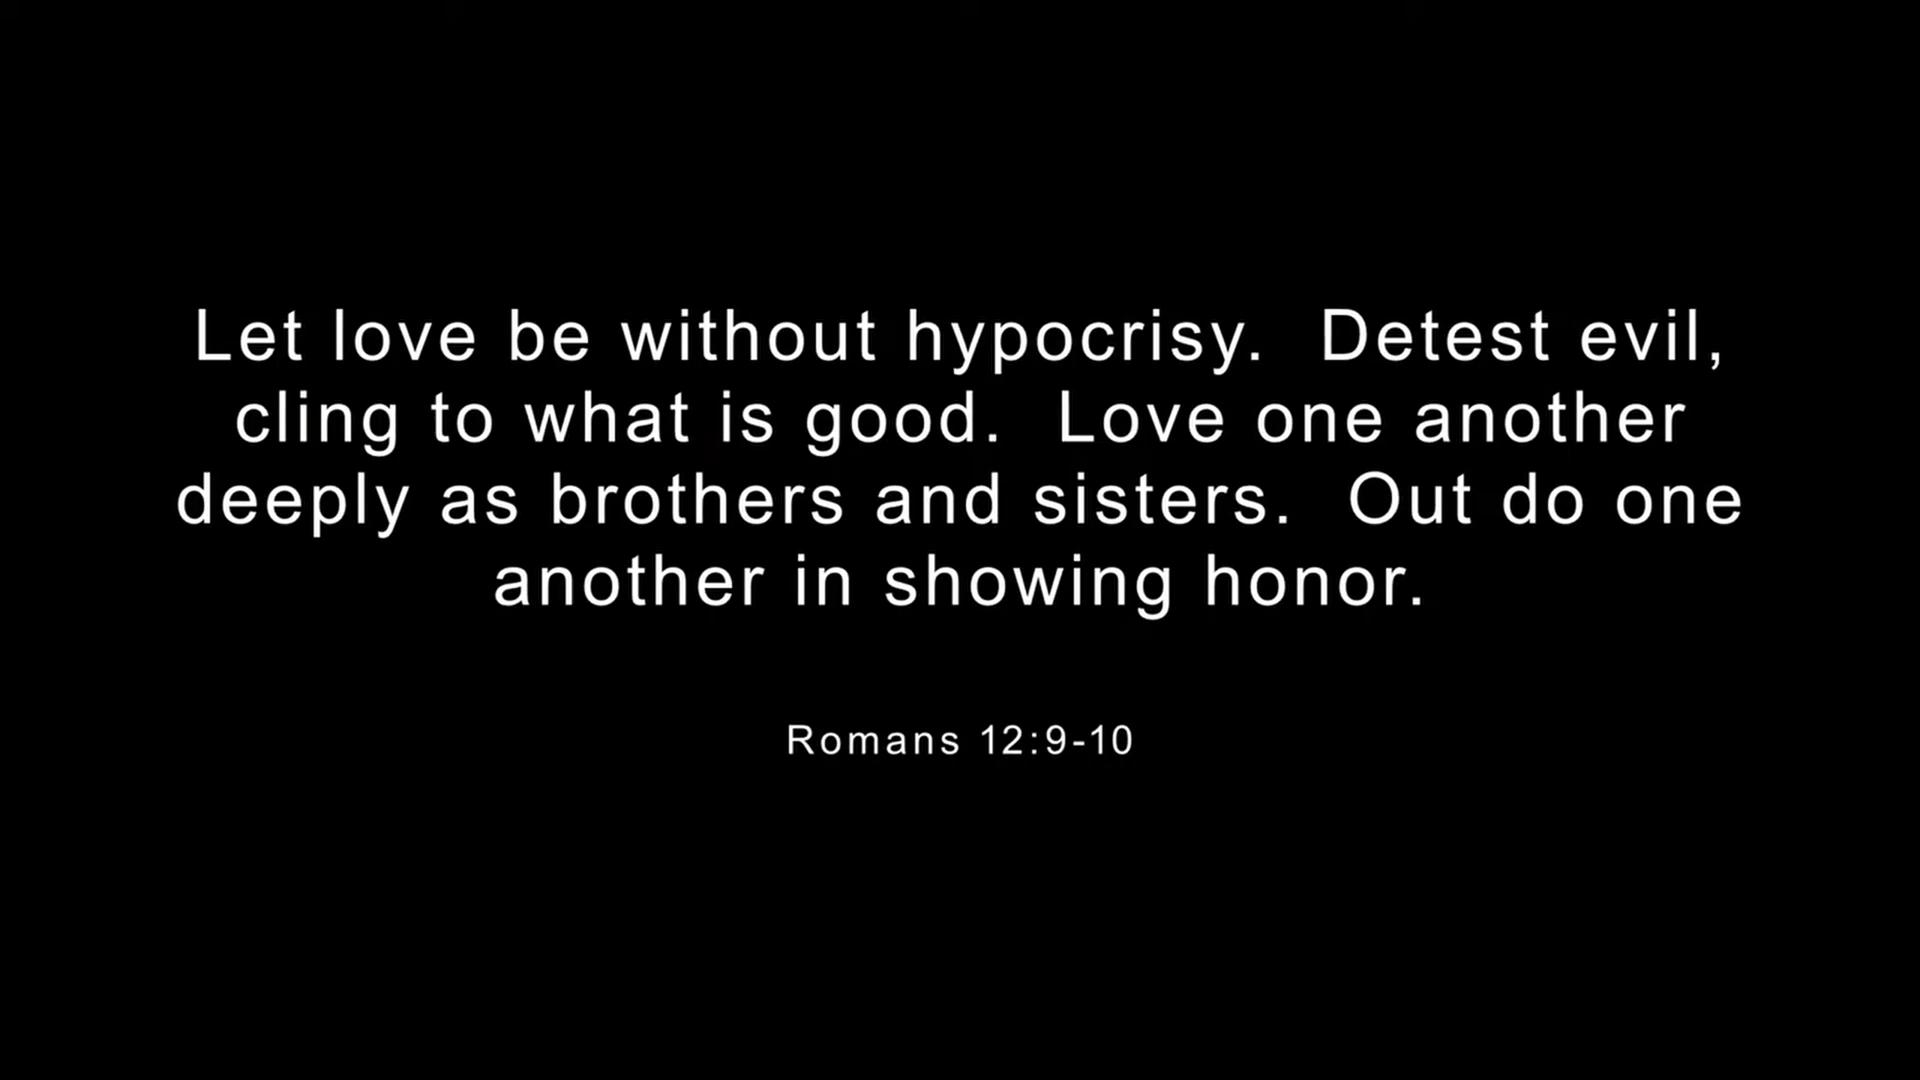 Let love be without hypocrisy.  Detest evil,
cling to what is good.  Love one another
deeply as brothers and sisters.  Out do one
another in showing honor.
Romans 12:9-10